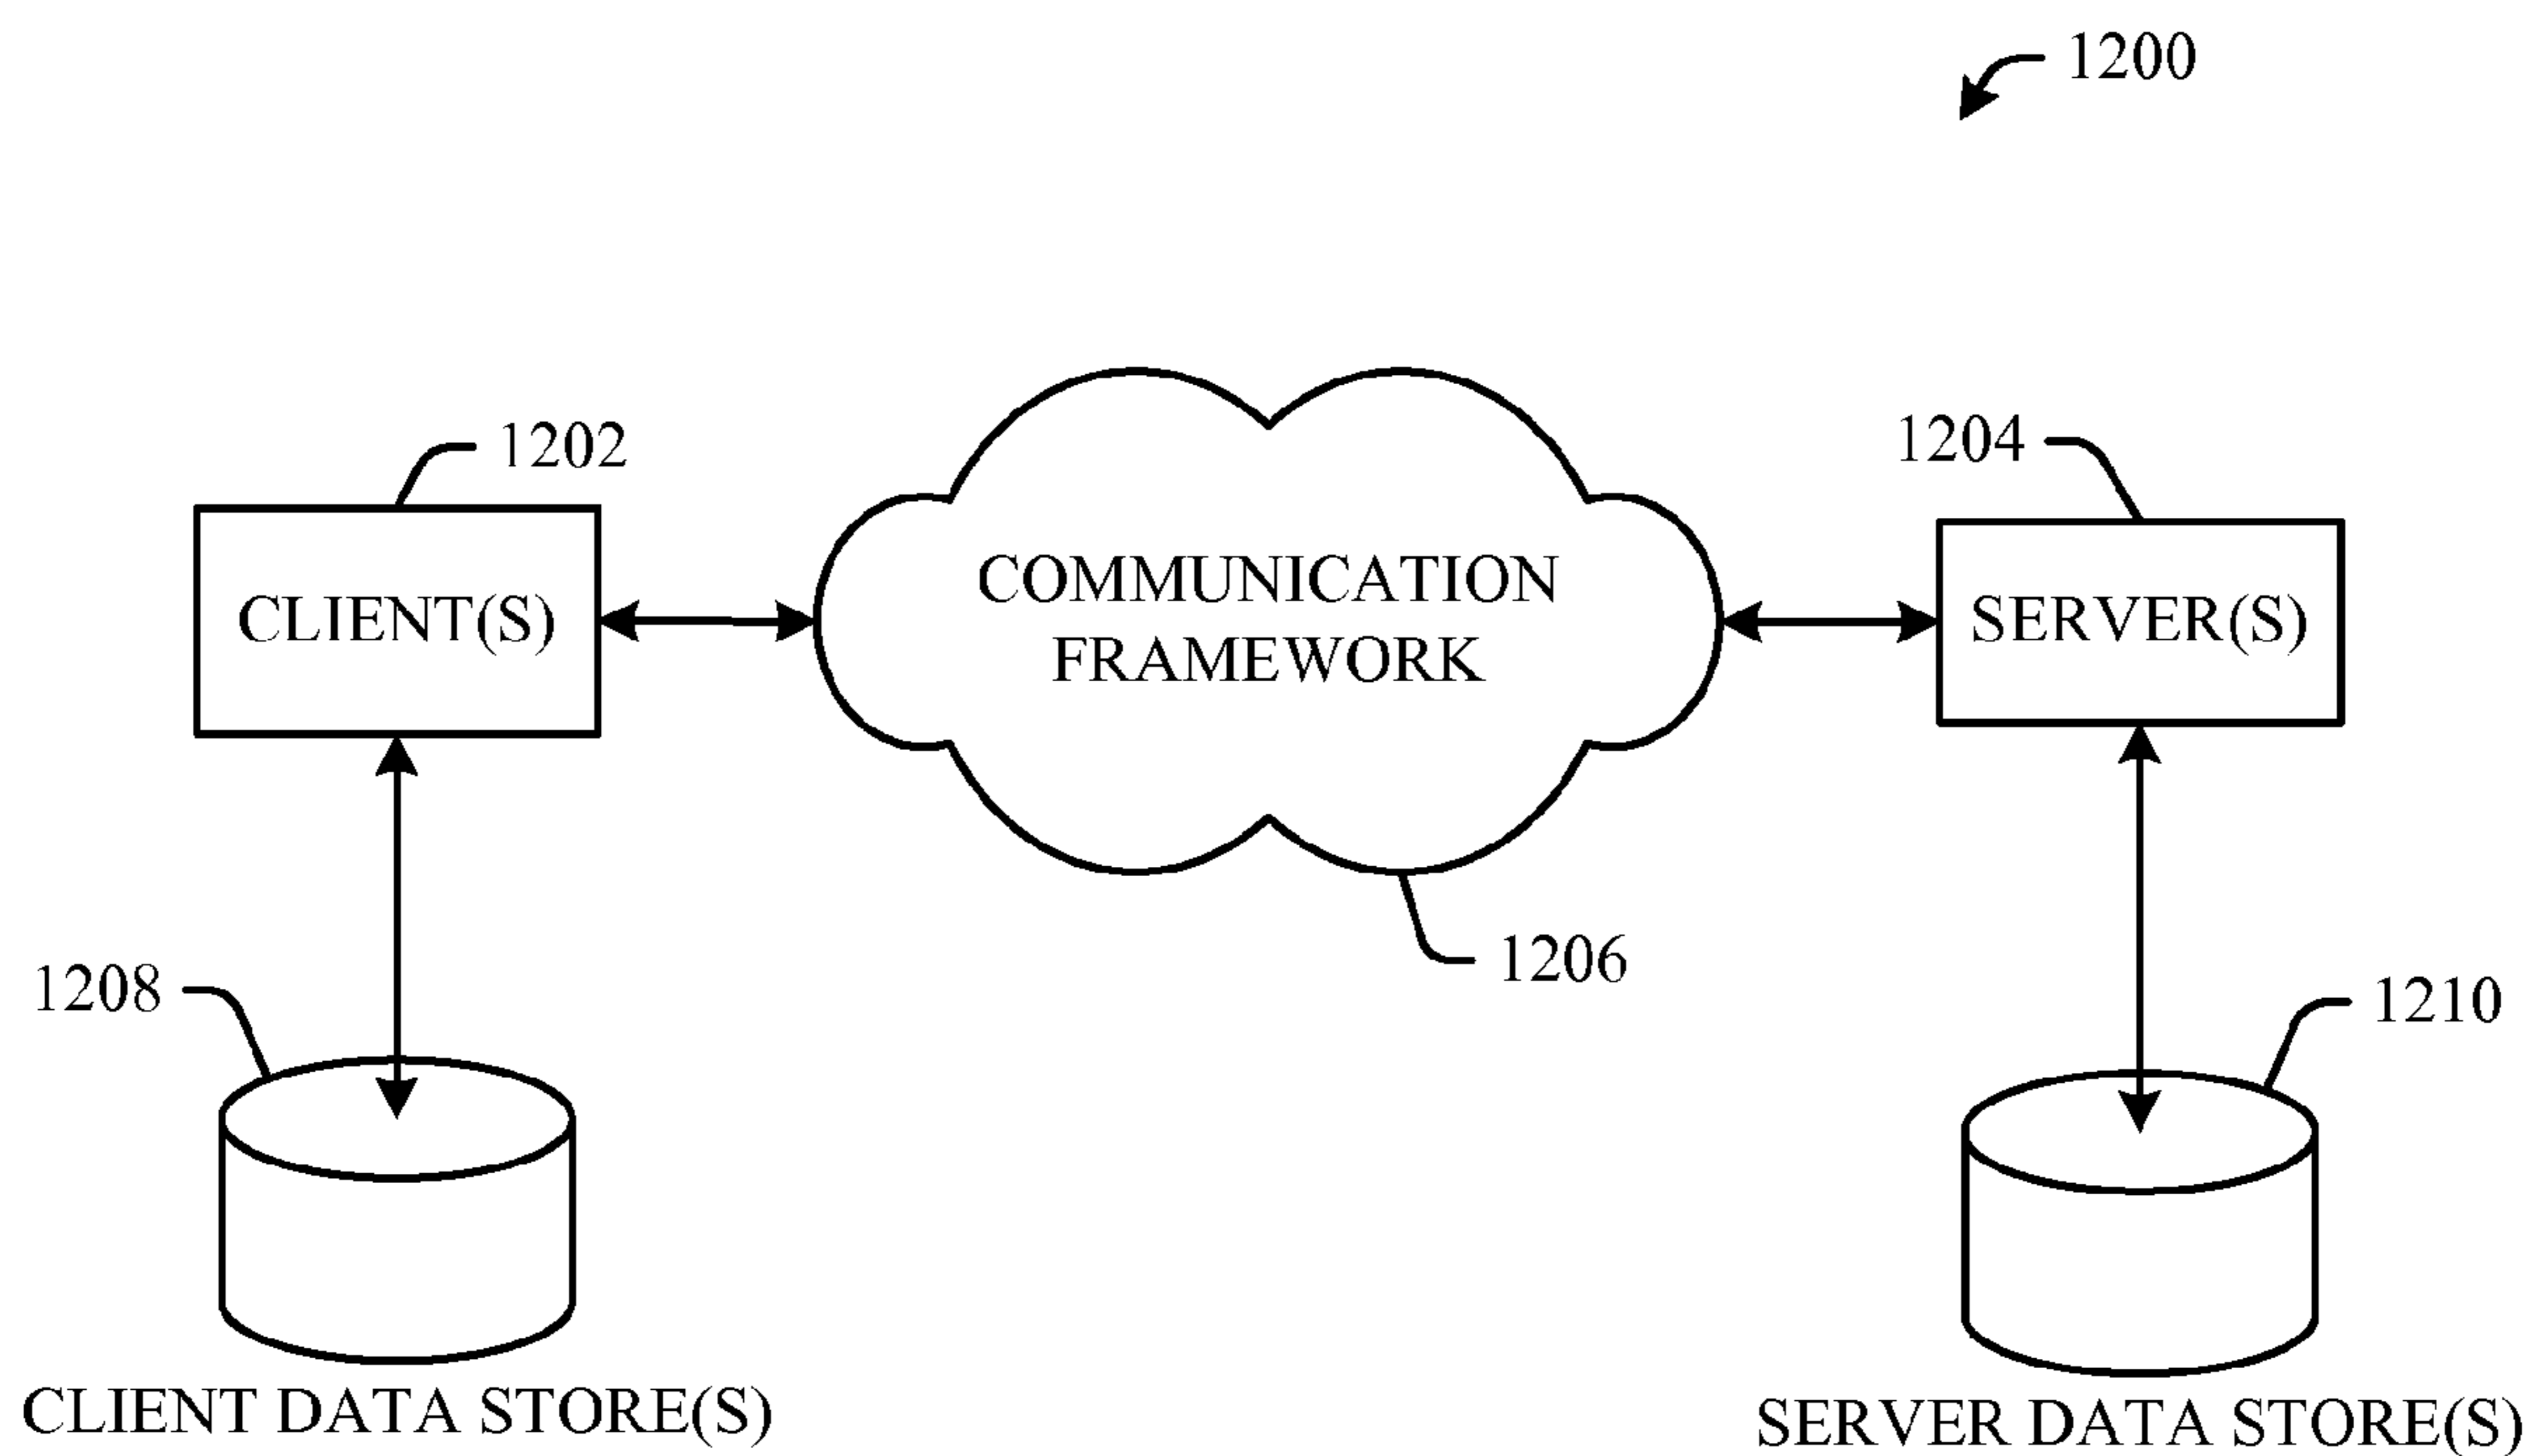 1200
1202
1204
CLIENT(S)
COMMUNICATION
FRAMEWORK
SERVER(S)
1206
1208
1210
CLIENT DATA STORE(S)
SERVER DATA STORE(S)